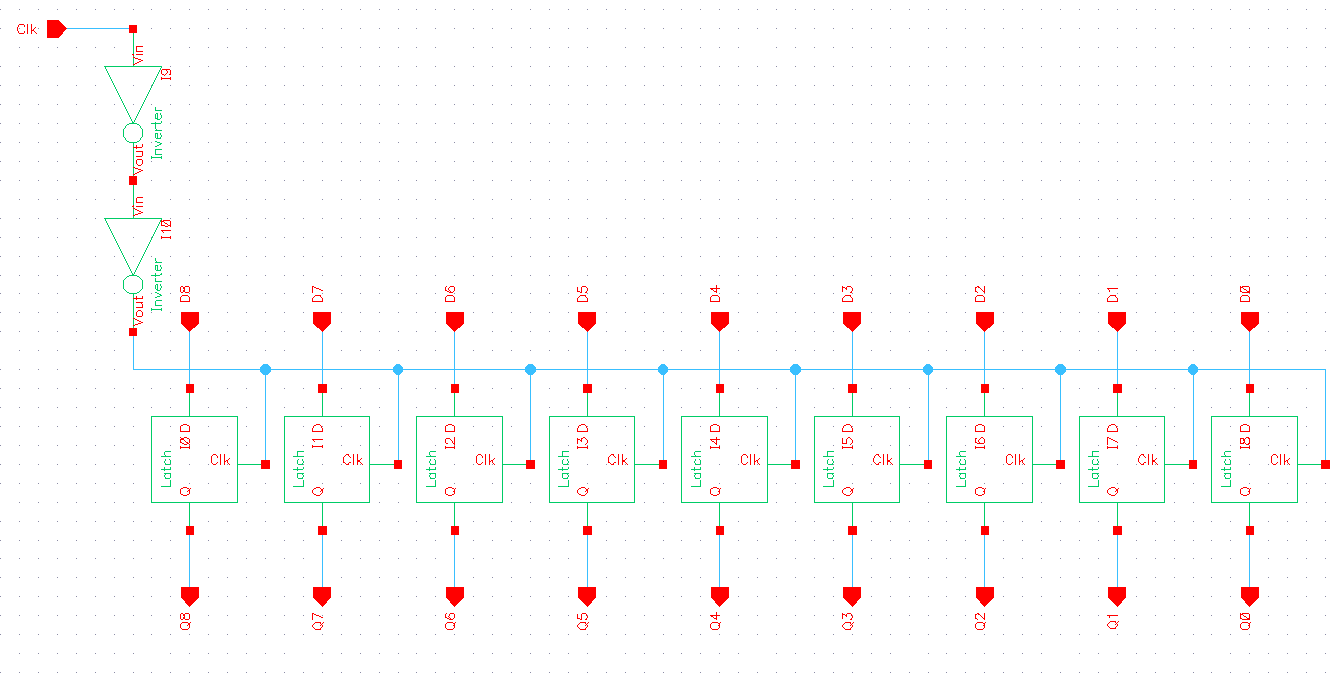 Clk
Vin
I9
Inverter
Vout
Vin
I10
Inverter
Vout
D8
D7
D6
D5
D4
D3
D2
D1
D0
I0 D
Latch
Clk
Q
I1 D
Latch
Clk
Q
I2 D
Latch
Clk
Q
I3 D
Latch
Clk
Q
I4 D
Latch
Clk
Q
I5 D
Latch
Clk
Q
I6 D
Latch
Clk
Q
I7 D
Latch
Clk
Q
I8 D
Latch
Clk
Q
Q8
Q7
Q6
Q5
Q4
Q3
Q2
Q1
Q0